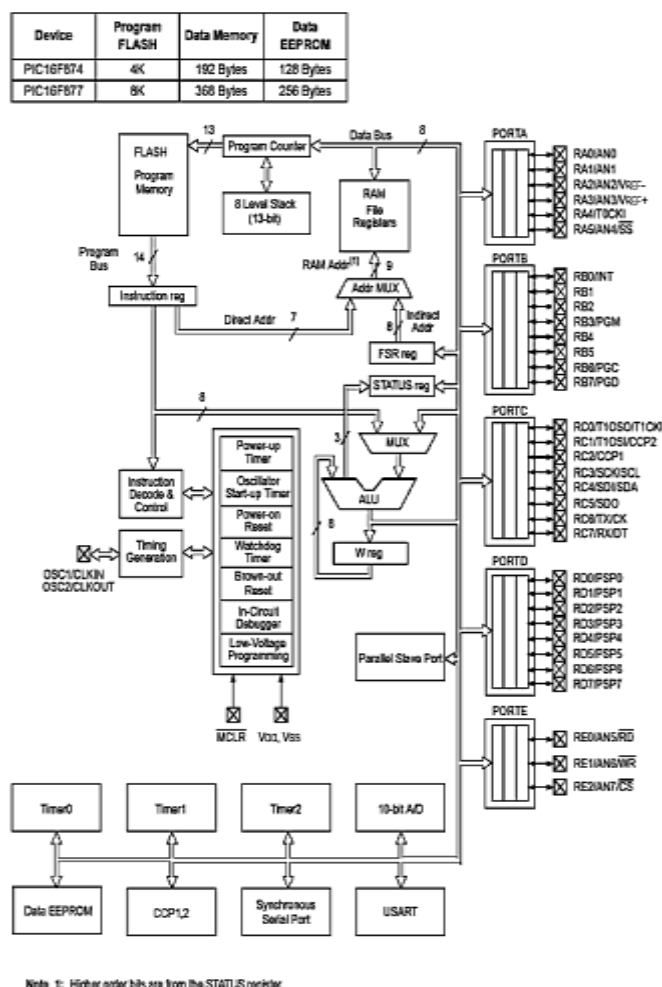 Device Program FLASH Data Memory Data EEPROM
PIC16F874 4K 192 Bytes 128 Bytes
PIC16F877 8K 368 Bytes 256 Bytes
13
Program Counter
Data Bus
8
PORTA
FLASH
Program
Memory
8 Level Stack
(13-bit)
RAM
File
Registers
RA0/AN0
RA1/AN1
RA2/AN2/VREF-
RA3/AN3/VREF+
RA4/T0CKI
RA5/AN4/SS
Program
Bus
14
RAM Addr(1)
9
PORTB
Instruction reg
Addr MUX
RB0/INT
RB1
RB2
RB3/PGM
RB4
RB5
RB6/PGC
RB7/PGD
Direct Addr
7
8
Indirect
Addr
FSR reg
STATUS reg
8
3
MUX
PORTC
RC0/T1OSO/T1CKI
RC1/T1OSI/CCP2
RC2/CCP1
RC3/SCK/SCL
RC4/SDI/SDA
RC5/SDO
RC6/TX/CK
RC7/RX/DT
Instruction
Decode &
Control
Power-up
Timer
Oscillator
Start-up Timer
Power-on
Reset
Watchdog
Timer
Brown-out
Reset
In-Circuit
Debugger
Low-Voltage
Programming
ALU
8
W reg
Timing
Generation
OSC1/CLKIN
OSC2/CLKOUT
PORTD
RD0/PSP0
RD1/PSP1
RD2/PSP2
RD3/PSP3
RD4/PSP4
RD5/PSP5
RD6/PSP6
RD7/PSP7
Parallel Slave Port
MCLR
VDD, VSS
PORTE
RE0/AN5/RD
RE1/AN6/WR
RE2/AN7/CS
Timer0
Timer1
Timer2
10-bit A/D
Data EEPROM
CCP1,2
Synchronous
Serial Port
USART
Note 1: Higher order bits are from the STATUS register.